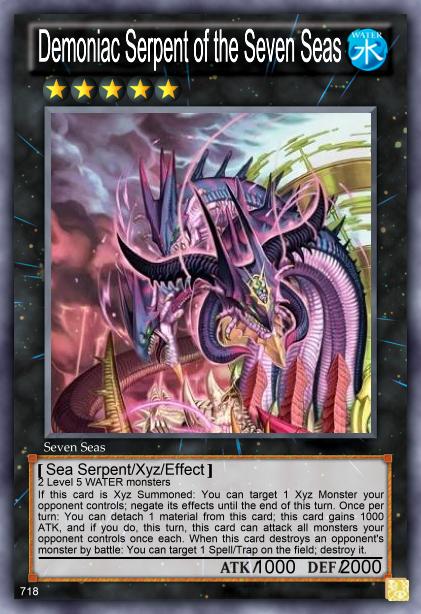 Demoniac Serpent of the Seven Seas
WATER
水
Seven Seas
[ Sea Serpent/Xyz/Effect ]
2 Level 5 WATER monsters
If this card is Xyz Summoned: You can target 1 Xyz Monster your
opponent controls; negate its effects until the end of this turn. Once per
turn: You can detach 1 material from this card; this card gains 1000
ATK, and if you do, this turn, this card can attack all monsters your
opponent controls once each. When this card destroys an opponent's
monster by battle: You can target 1 Spell/Trap on the field; destroy it.
ATK/1000 DEF/2000
718